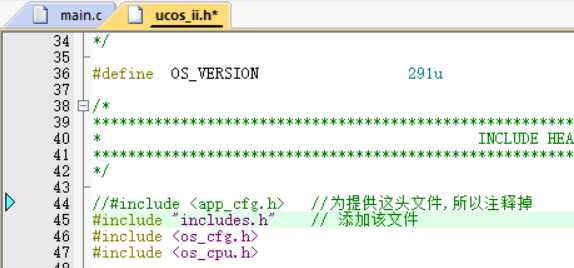 main.c
ucos_ii.h*
34 */
35
36 #define  OS_VERSION                 291u
37
38 /*
39 *********************************************************
40 *                                           INCLUDE HEA
41 *********************************************************
42 */
43
44 //#include <app_cfg.h>   //为提供这头文件,所以注释掉
45 #include "includes.h"    // 添加该文件
46 #include <os_cfg.h>
47 #include <os_cpu.h>
48